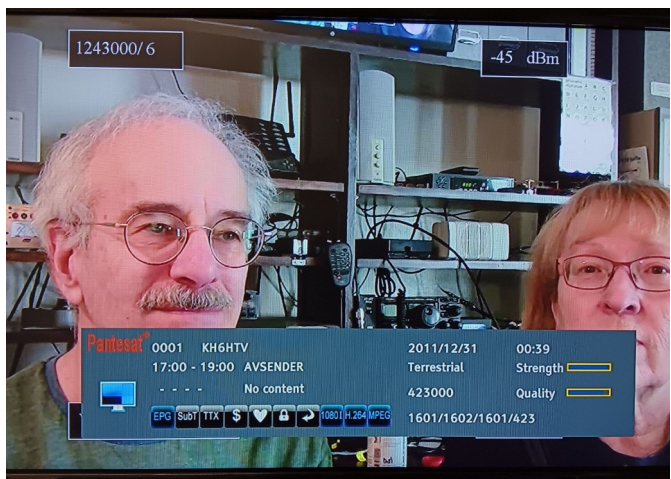 1243000/ 6
-45 dBm
Pantesat®
0001 KH6HTV
2011/12/31 00:39
17:00 - 19:00 AVSENDER
Terrestrial Strength
- - - - No content
423000 Quality
EPG SubT TTX $ 1080I H.264 MPEG
1601/1602/1601/423